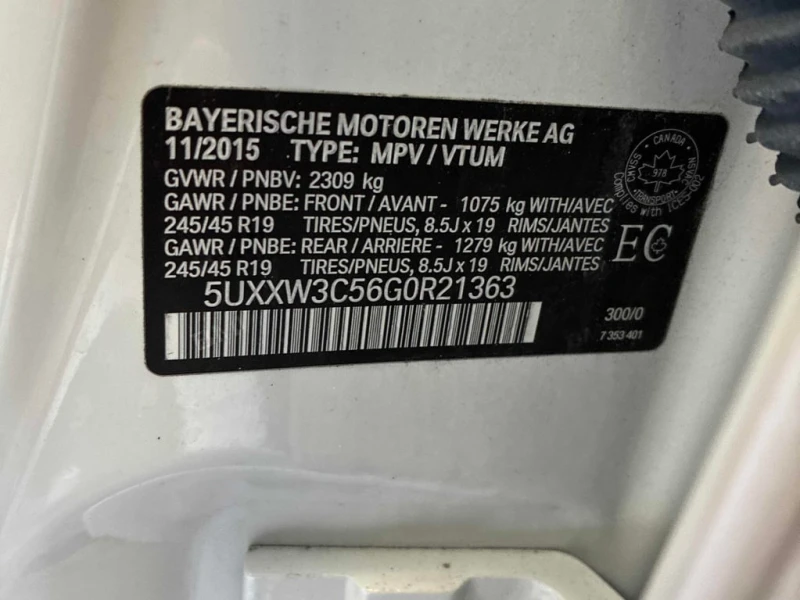 BAYERISCHE MOTOREN WERKE AG
11/2015 TYPE: MPV / VTUM
GVWR / PNBV: 2309 kg
GAWR / PNBE: FRONT / AVANT - 1075 kg WITH/AVEC
245/45 R19 TIRES/PNEUS, 8.5J x 19 RIMS/JANTES
GAWR / PNBE: REAR / ARRIERE - 1279 kg WITH/AVEC
245/45 R19 TIRES/PNEUS, 8.5J x 19 RIMS/JANTES
5UXXW3C56G0R21363
CANADA
978
TRANSPORT
Complies with
EC
300/0
7 353 401